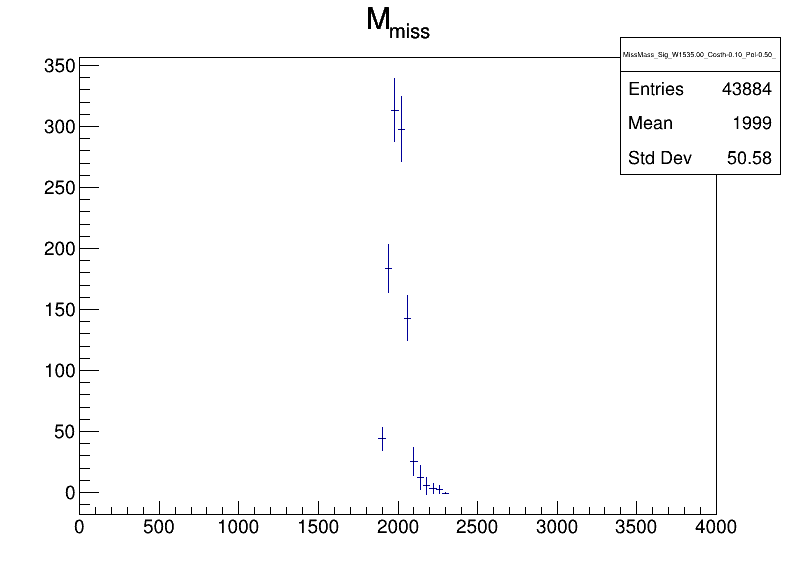 M_miss
MissMass_Sig_W1535.00_Costh-0.10_Pol-0.50_
Entries 43884
Mean 1999
Std Dev 50.58
350
300
250
200
150
100
50
0
0 500 1000 1500 2000 2500 3000 3500 4000